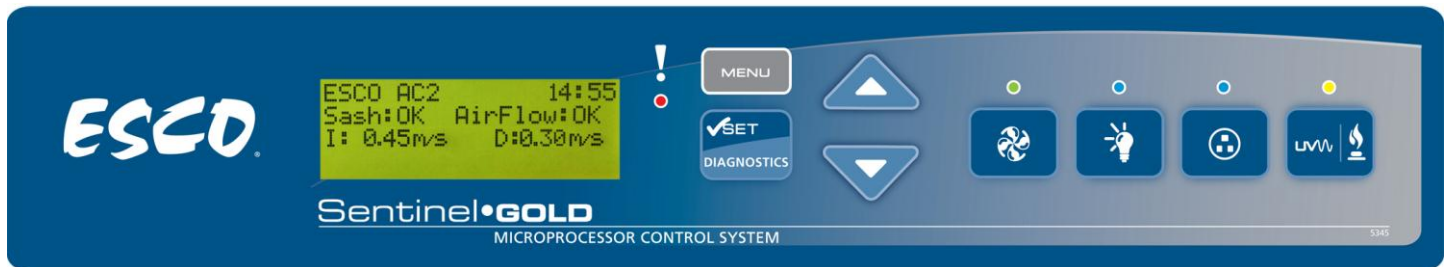 ESCO.
ESCO AC2 14:55
Sash:OK AirFlow:OK
I: 0.45m/s D:0.30m/s
!
MENU
SET
DIAGNOSTICS
UV
Sentinel•GOLD
MICROPROCESSOR CONTROL SYSTEM
5345